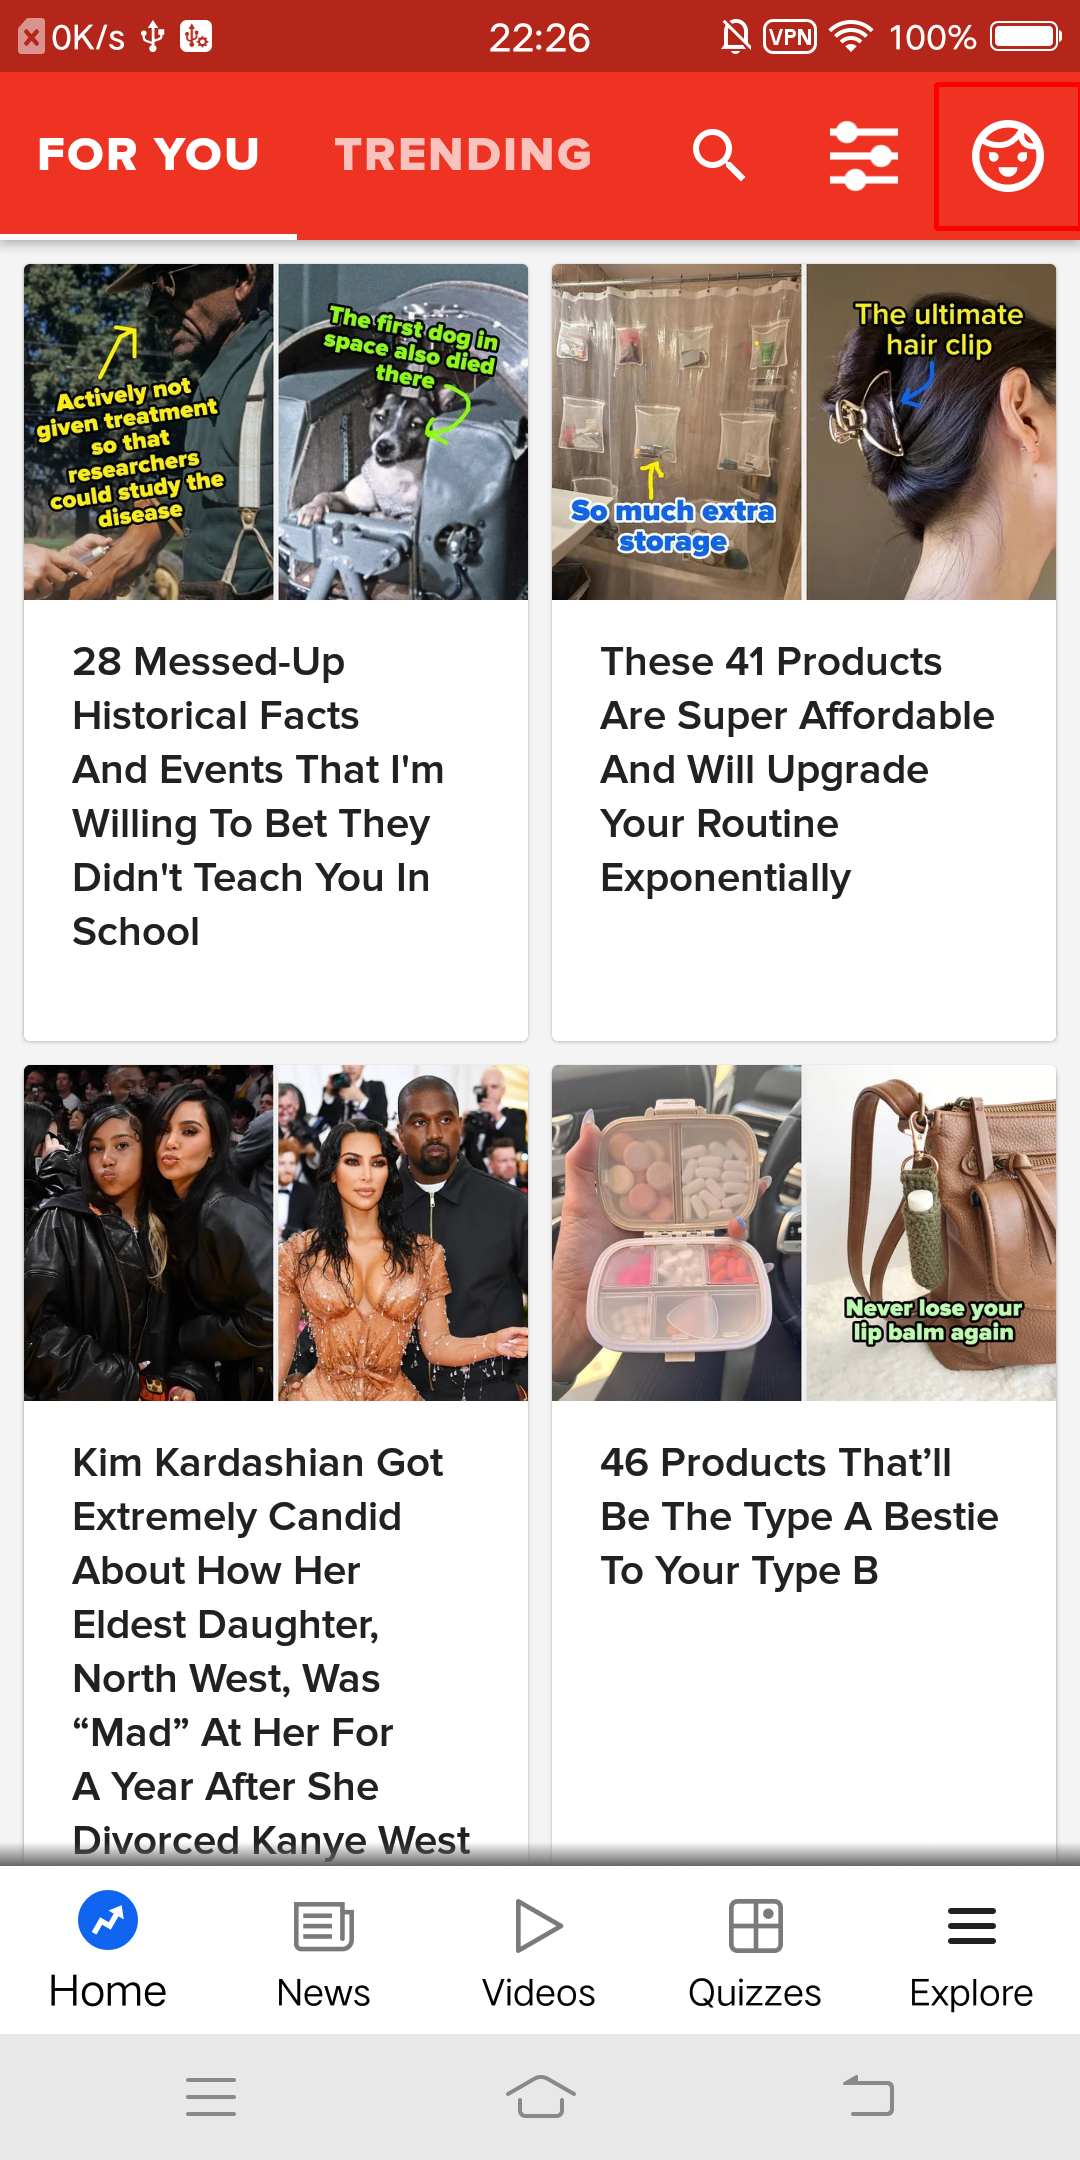 0K/s
22:26
VPN
100%
FOR YOU
TRENDING
Actively not
given treatment
so that
researchers
could study the
disease
The first dog in
space also died
there
So much extra
storage
The ultimate
hair clip
28 Messed-Up
Historical Facts
And Events That I'm
Willing To Bet They
Didn't Teach You In
School
These 41 Products
Are Super Affordable
And Will Upgrade
Your Routine
Exponentially
Never lose your
lip balm again
Kim Kardashian Got
Extremely Candid
About How Her
Eldest Daughter,
North West, Was
“Mad” At Her For
A Year After She
Divorced Kanye West
46 Products That’ll
Be The Type A Bestie
To Your Type B
Home
News
Videos
Quizzes
Explore